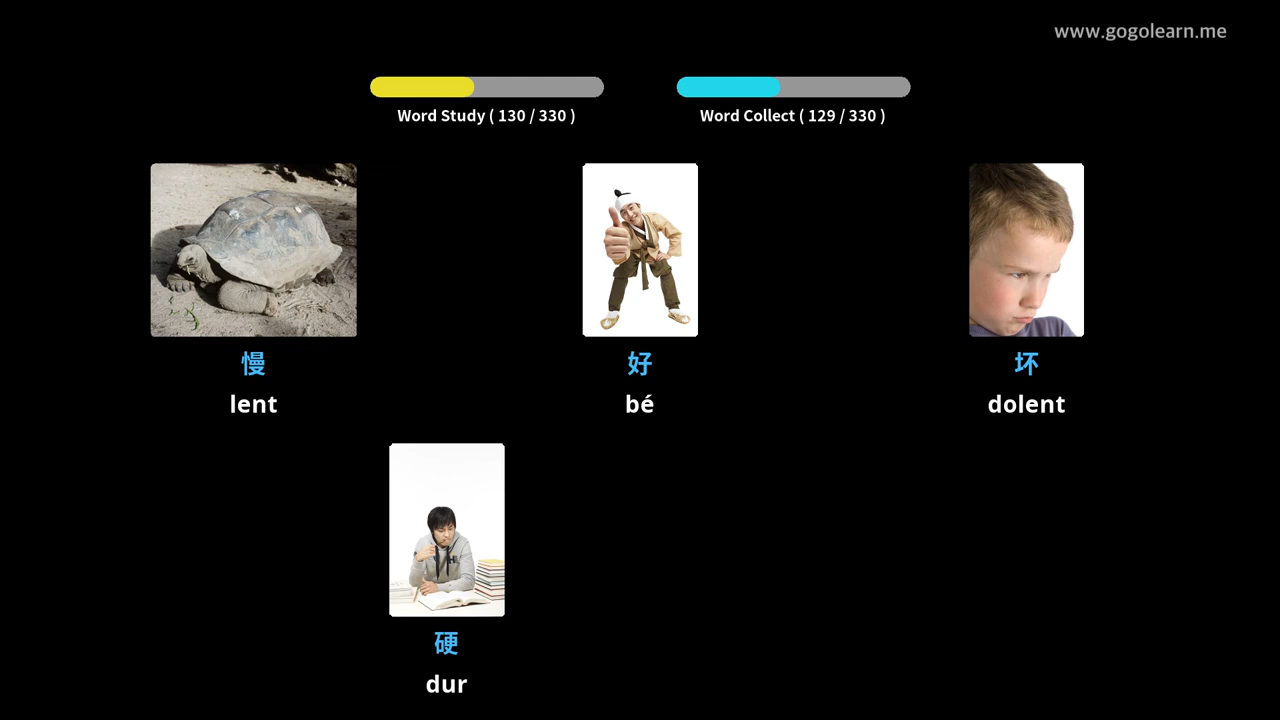 www.gogolearn.me
Word Study ( 130 / 330 )
Word Collect ( 129 / 330 )
慢
lent
好
bé
坏
dolent
硬
dur